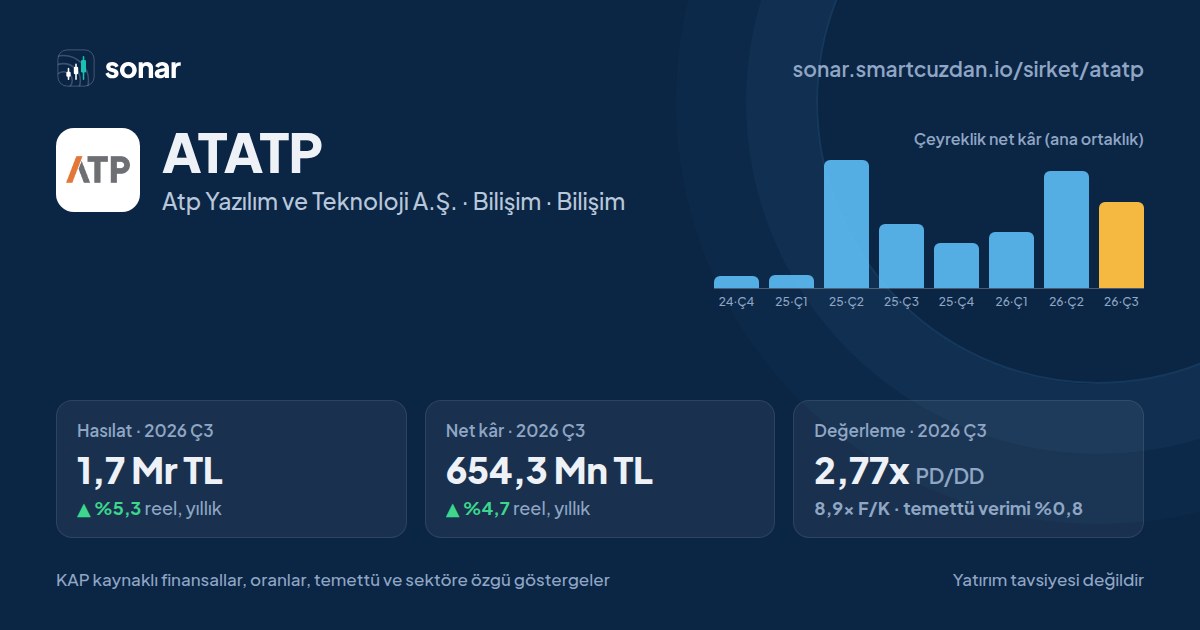 sonar
sonar.smartcuzdan.io/sirket/atatp
ATP
ATATP
Atp Yazılım ve Teknoloji A.Ş. · Bilişim · Bilişim
Çeyreklik net kâr (ana ortaklık)
24·Ç4 25·Ç1 25·Ç2 25·Ç3 25·Ç4 26·Ç1 26·Ç2 26·Ç3
Hasılat · 2026 Ç3
1,7 Mr TL
▲ %5,3 reel, yıllık
Net kâr · 2026 Ç3
654,3 Mn TL
▲ %4,7 reel, yıllık
Değerleme · 2026 Ç3
2,77x PD/DD
8,9× F/K · temettü verimi %0,8
KAP kaynaklı finansallar, oranlar, temettü ve sektöre özgü göstergeler
Yatırım tavsiyesi değildir